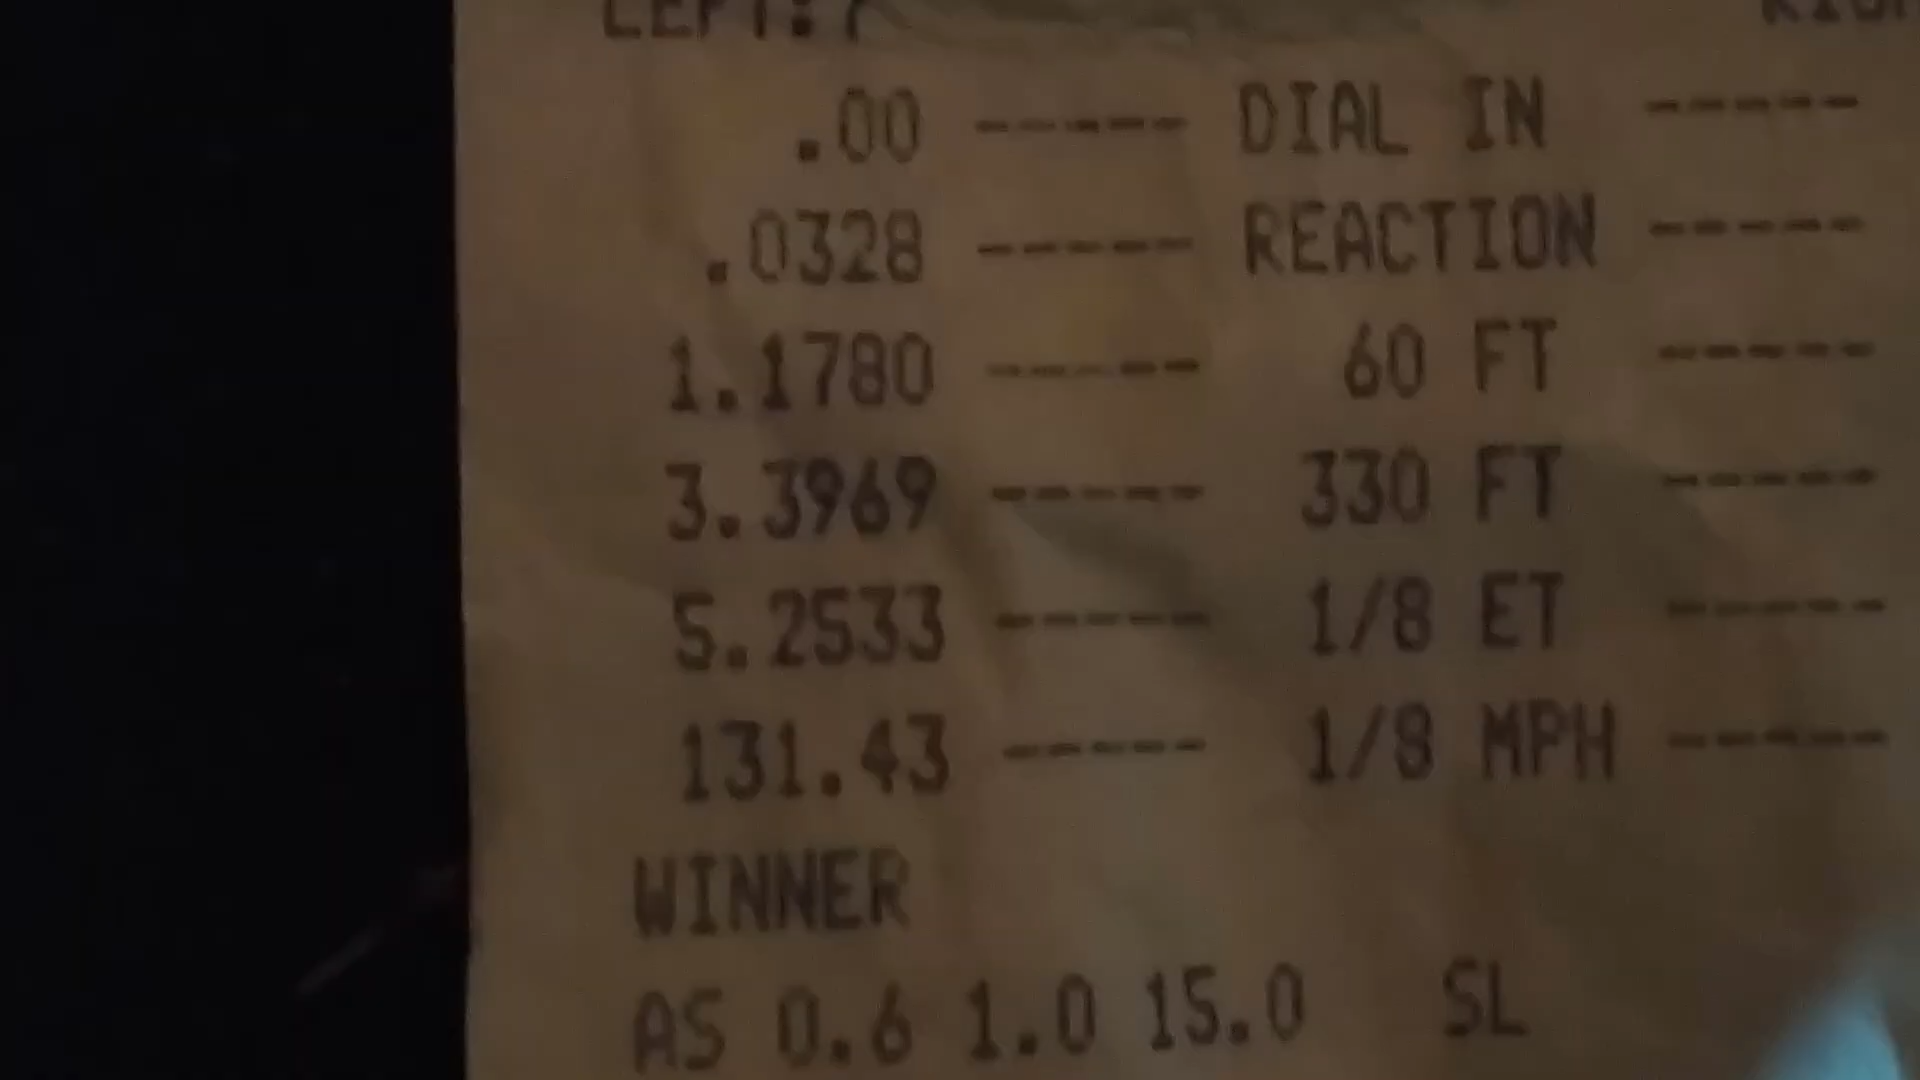 LEFT:
.00 ----- DIAL IN -----
.0328 ----- REACTION -----
1.1780 ----- 60 FT -----
3.3969 ----- 330 FT -----
5.2533 ----- 1/8 ET -----
131.43 ----- 1/8 MPH -----
WINNER
AS 0.6 1.0 15.0 SL